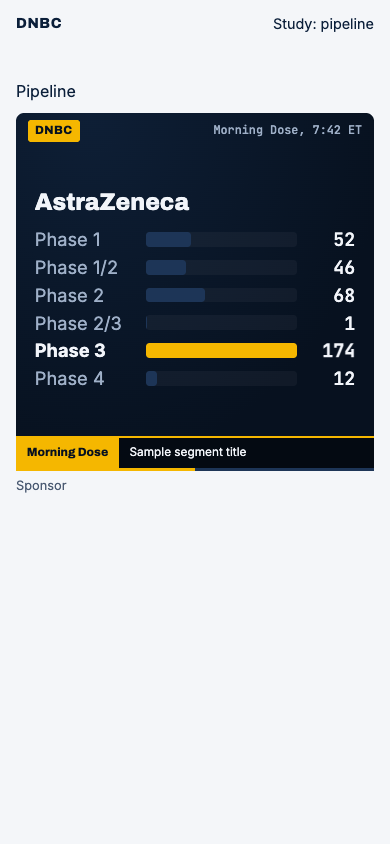 DNBC
Study: pipeline
Pipeline
DNBC
Morning Dose, 7:42 ET
AstraZeneca
Phase 1 52
Phase 1/2 46
Phase 2 68
Phase 2/3 1
Phase 3 174
Phase 4 12
Morning Dose
Sample segment title
Sponsor